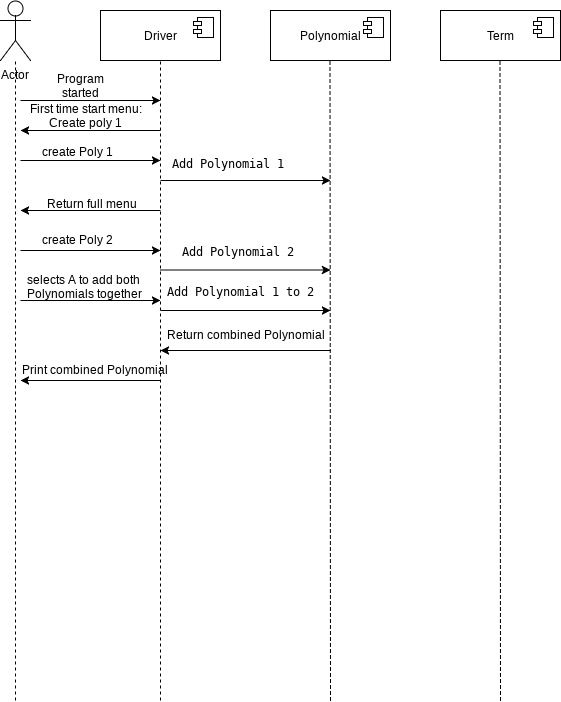 Driver
Polynomial
Term
Actor
Program
started
First time start menu:
Create poly 1
create Poly 1
Add Polynomial 1
Return full menu
create Poly 2
Add Polynomial 2
selects A to add both
Polynomials together
Add Polynomial 1 to 2
Return combined Polynomial
Print combined Polynomial